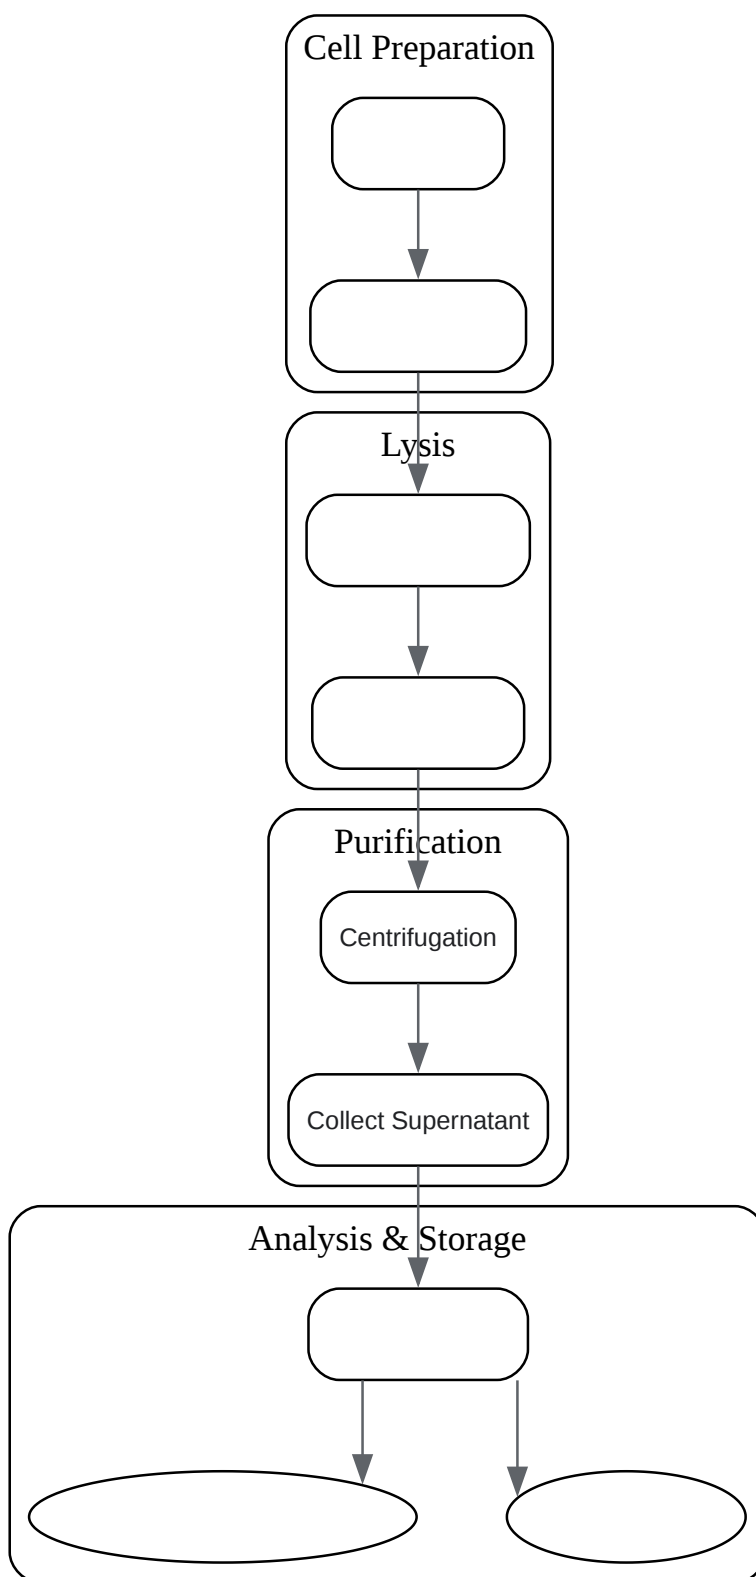 Cell Preparation
Lysis
Purification
Centrifugation
Collect Supernatant
Analysis & Storage